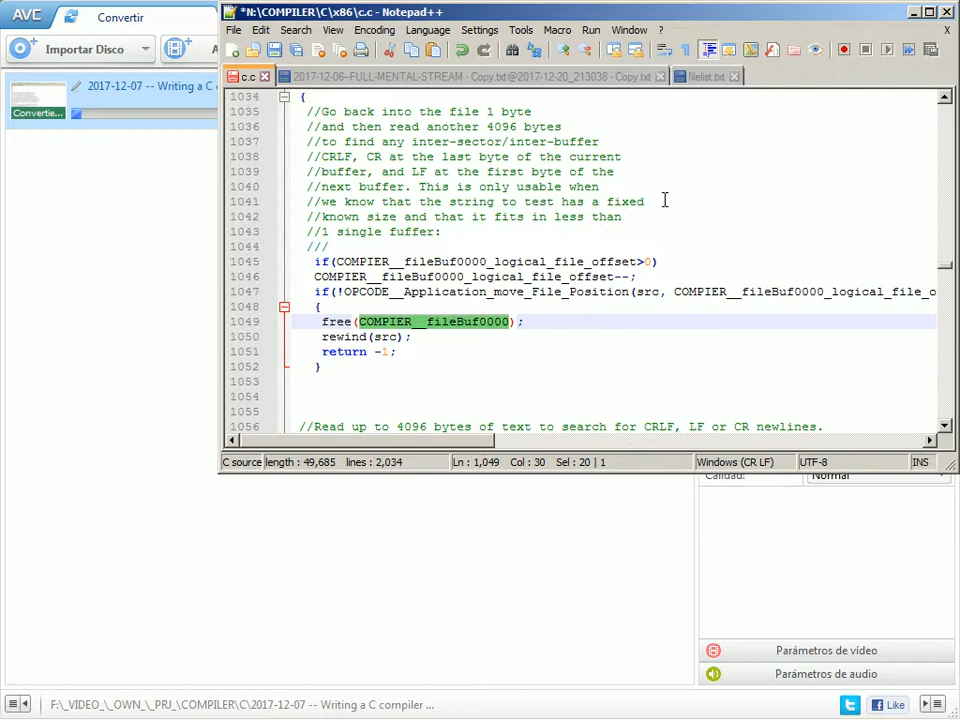 AVC Convertir
*N:\COMPILER\C\x86\c.c - Notepad++
File Edit Search View Encoding Language Settings Tools Macro Run Window ? X
Importar Disco A
c.c 2017-12-06--FULL-MENTAL-STREAM - Copy.txt@2017-12-20_213038 - Copy.txt filelist.txt
2017-12-07 -- Writing a C c
Convertie...
1034 {
1035 //Go back into the file 1 byte
1036 //and then read another 4096 bytes
1037 //to find any inter-sector/inter-buffer
1038 //CRLF, CR at the last byte of the current
1039 //buffer, and LF at the first byte of the
1040 //next buffer. This is only usable when
1041 //we know that the string to test has a fixed
1042 //known size and that it fits in less than
1043 //1 single fuffer:
1044 ///
1045 if(COMPIER__fileBuf0000_logical_file_offset>0)
1046 COMPIER__fileBuf0000_logical_file_offset--;
1047 if(!OPCODE__Application_move_File_Position(src, COMPIER__fileBuf0000_logical_file_o
1048 {
1049 free(COMPIER__fileBuf0000);
1050 rewind(src);
1051 return -1;
1052 }
1053
1054
1055
1056 //Read up to 4096 bytes of text to search for CRLF, LF or CR newlines.
C source length : 49,685 lines : 2,034 Ln : 1,049 Col : 30 Sel : 20 | 1 Windows (CR LF) UTF-8 INS
Calidad: Normal
Parámetros de vídeo
Parámetros de audio
F:\_VIDEO_\_OWN_\_PRJ_\COMPILER\C\2017-12-07 -- Writing a C compiler ... Like